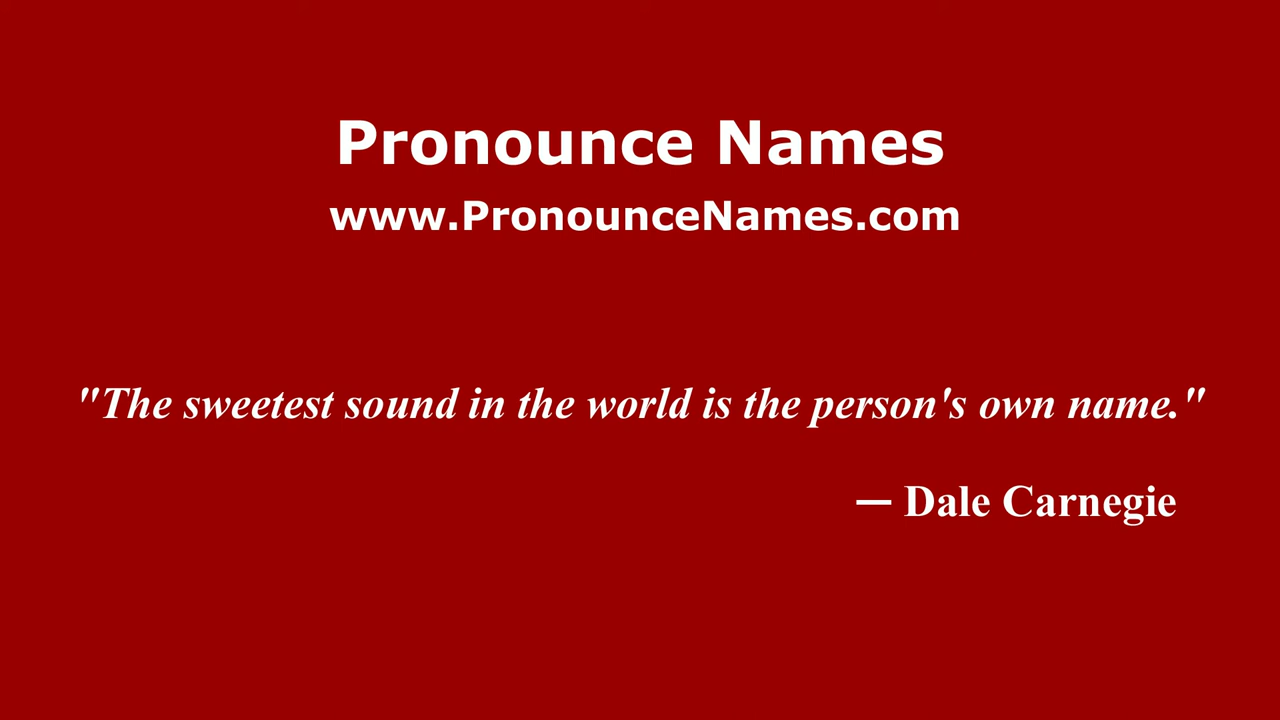 Pronounce Names
www.PronounceNames.com
"The sweetest sound in the world is the person's own name."
— Dale Carnegie